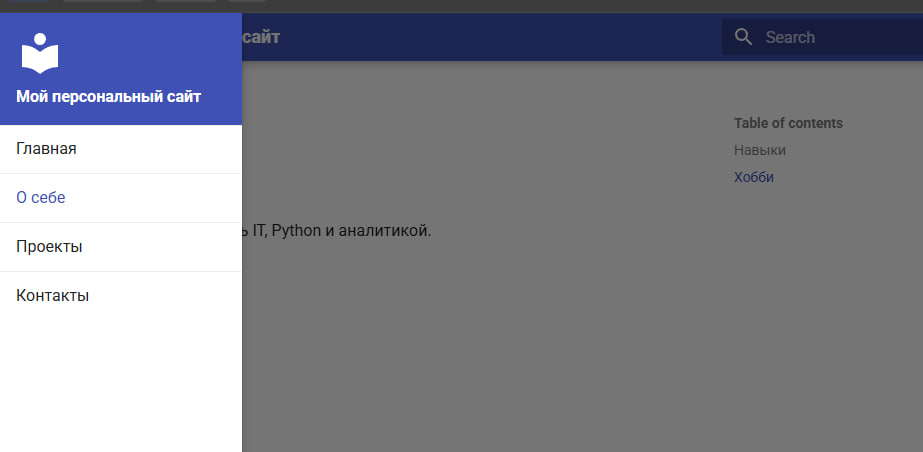 сайт
Search
Мой персональный сайт
Главная
О себе
Проекты
Контакты
ь IT, Python и аналитикой.
Table of contents
Навыки
Хобби